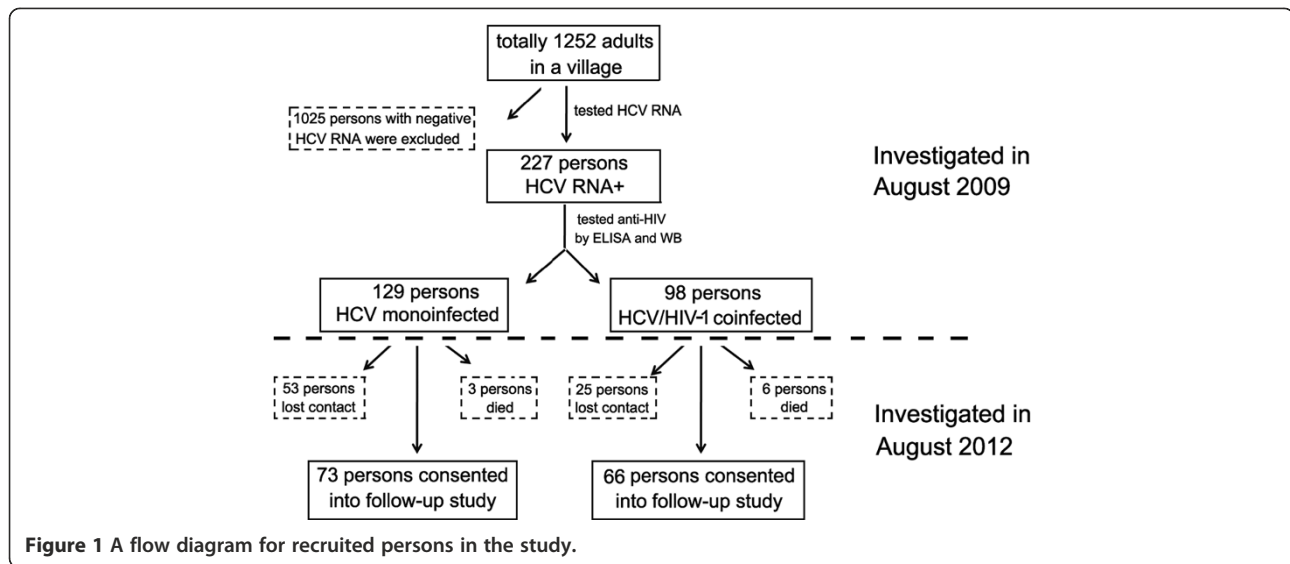 totally 1252 adults
in a village
tested HCV RNA
1025 persons with negative
HCV RNA were excluded
227 persons
HCV RNA+
Investigated in
August 2009
tested anti-HIV
by ELISA and WB
129 persons
HCV monoinfected
98 persons
HCV/HIV-1 coinfected
53 persons
lost contact
3 persons
died
25 persons
lost contact
6 persons
died
Investigated in
August 2012
73 persons consented
into follow-up study
66 persons consented
into follow-up study
Figure 1 A flow diagram for recruited persons in the study.